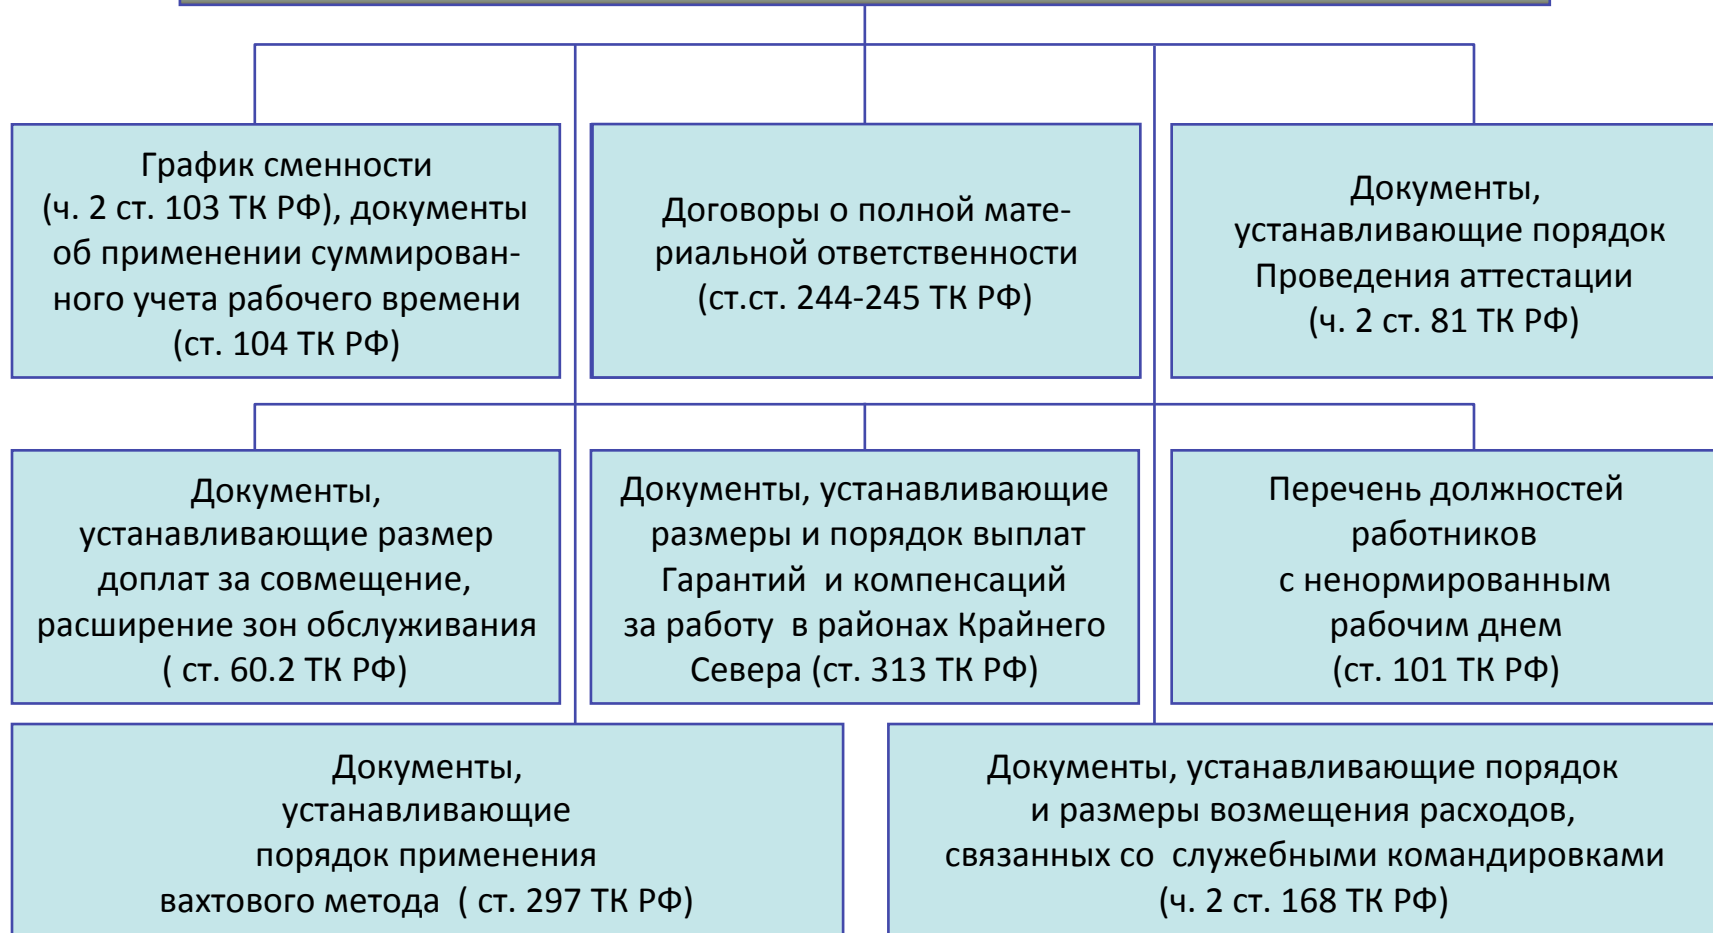 График сменности
(ч. 2 ст. 103 ТК РФ), документы
об применении суммирован-
ного учета рабочего времени
(ст. 104 ТК РФ)
Договоры о полной мате-
риальной ответственности
(ст.ст. 244-245 ТК РФ)
Документы,
устанавливающие порядок
Проведения аттестации
(ч. 2 ст. 81 ТК РФ)
Документы,
устанавливающие размер
доплат за совмещение,
расширение зон обслуживания
( ст. 60.2 ТК РФ)
Документы, устанавливающие
размеры и порядок выплат
Гарантий  и компенсаций
за работу  в районах Крайнего
Севера (ст. 313 ТК РФ)
Перечень должностей
работников
с ненормированным
рабочим днем
(ст. 101 ТК РФ)
Документы,
устанавливающие
порядок применения
вахтового метода  ( ст. 297 ТК РФ)
Документы, устанавливающие порядок
и размеры возмещения расходов,
связанных со  служебными командировками
(ч. 2 ст. 168 ТК РФ)